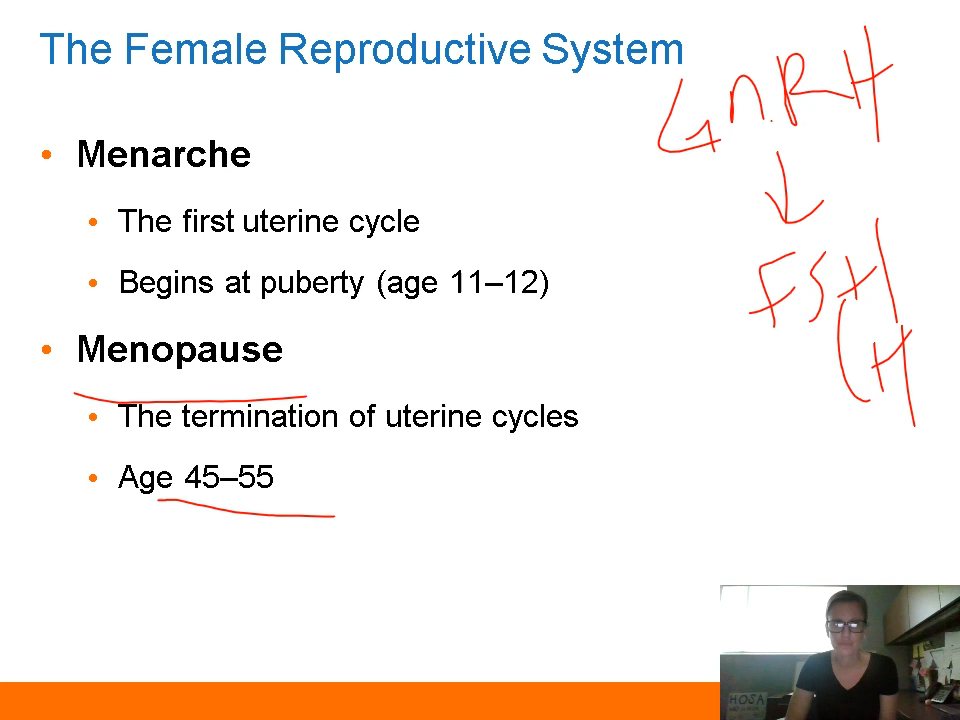 The Female Reproductive System
GnRH
• Menarche
• The first uterine cycle
• Begins at puberty (age 11–12)
FSH
• Menopause
LH
• The termination of uterine cycles
• Age 45–55
HOSA